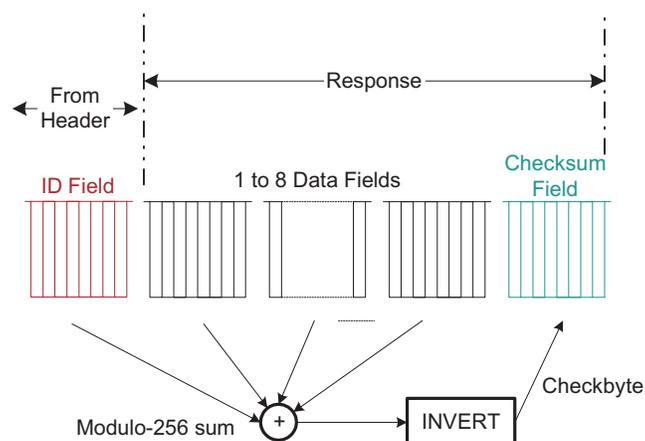 Response
From
Header
ID Field
1 to 8 Data Fields
Checksum
Field
Checkbyte
Modulo-256 sum
+
INVERT